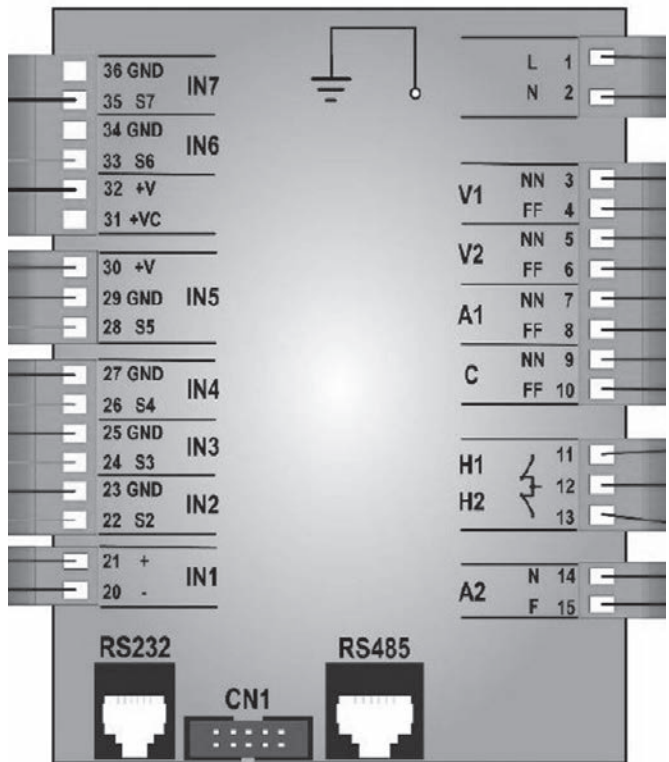 36 GND
IN7
35 S7
34 GND
IN6
33 S6
32 +V
31 +VC
30 +V
29 GND IN5
28 S5
27 GND
IN4
26 S4
25 GND
IN3
24 S3
23 GND
IN2
22 S2
21 +
IN1
20 -
L 1
N 2
NN 3
V1
FF 4
NN 5
V2
FF 6
NN 7
A1
FF 8
NN 9
C
FF 10
H1 11
12
H2
13
N 14
A2
F 15
RS232
CN1
RS485